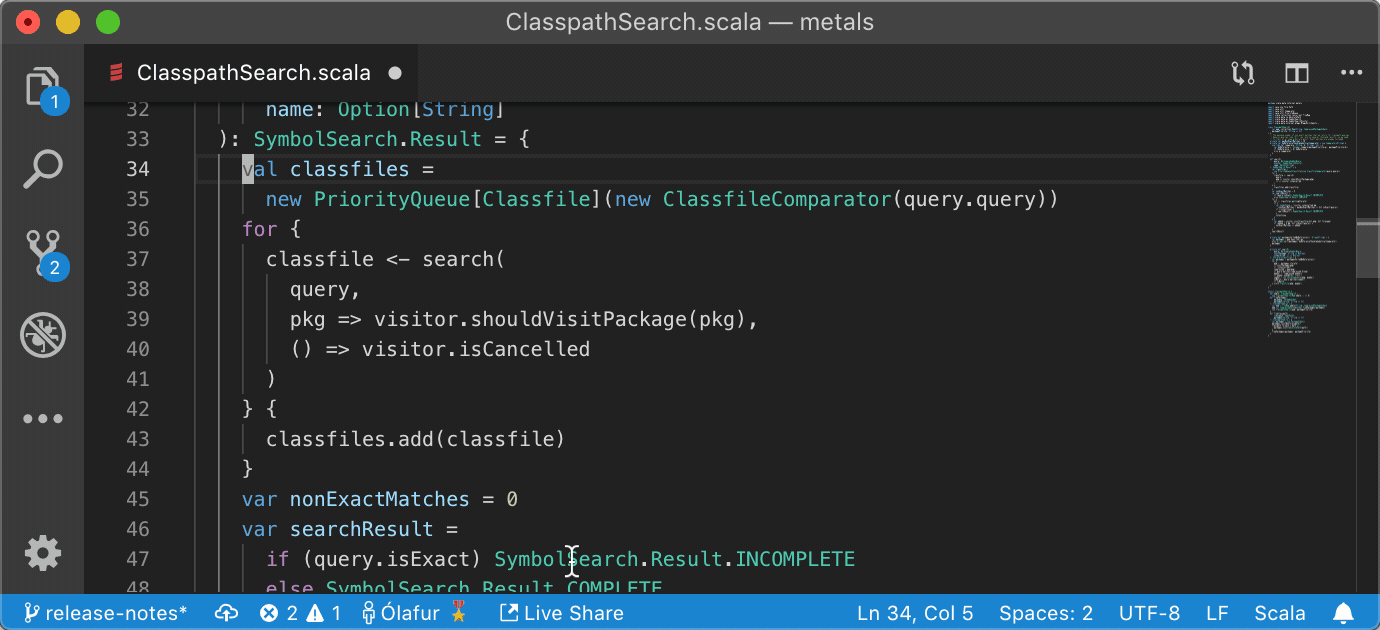 ClasspathSearch.scala — metals
ClasspathSearch.scala
1
2
32 name: Option[String]
33 ): SymbolSearch.Result = {
34 val classfiles =
35 new PriorityQueue[Classfile](new ClassfileComparator(query.query))
36 for {
37 classfile <- search(
38 query,
39 pkg => visitor.shouldVisitPackage(pkg),
40 () => visitor.isCancelled
41 )
42 } {
43 classfiles.add(classfile)
44 }
45 var nonExactMatches = 0
46 var searchResult =
47 if (query.isExact) SymbolSearch.Result.INCOMPLETE
48 else SymbolSearch.Result.COMPLETE
release-notes* 2 1 Ólafur Live Share Ln 34, Col 5 Spaces: 2 UTF-8 LF Scala